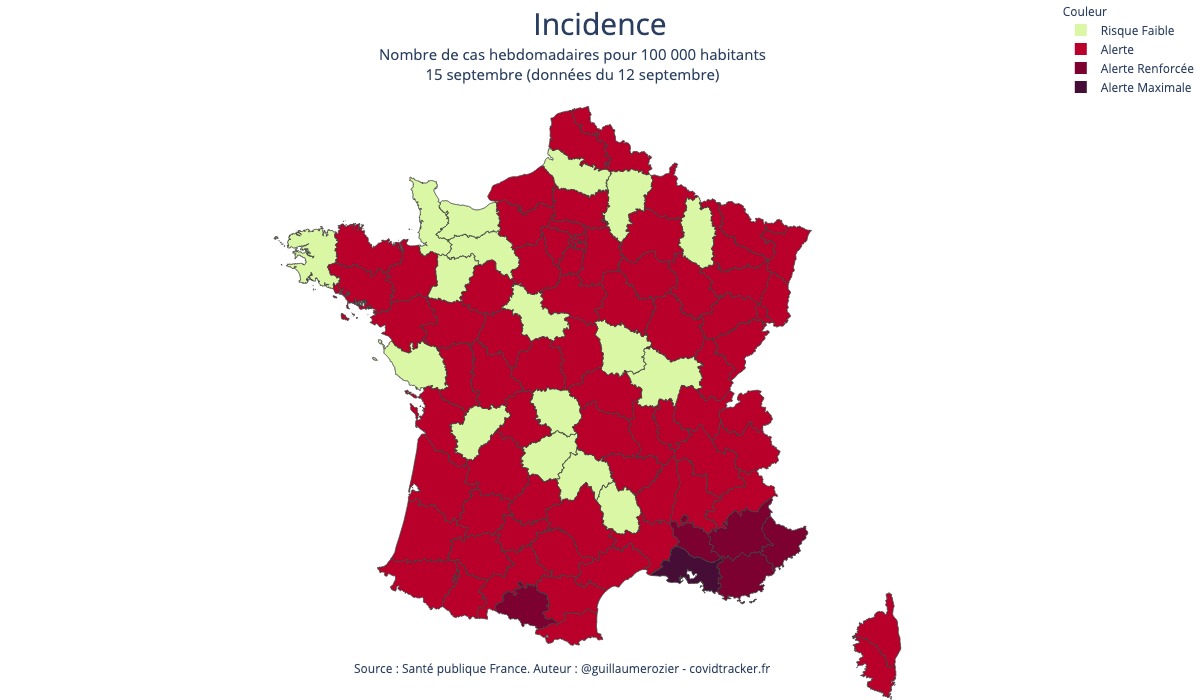 Incidence
Nombre de cas hebdomadaires pour 100 000 habitants
15 septembre (données du 12 septembre)
Couleur
Risque Faible
Alerte
Alerte Renforcée
Alerte Maximale
Source : Santé publique France. Auteur : @guillaumerozier - covidtracker.fr